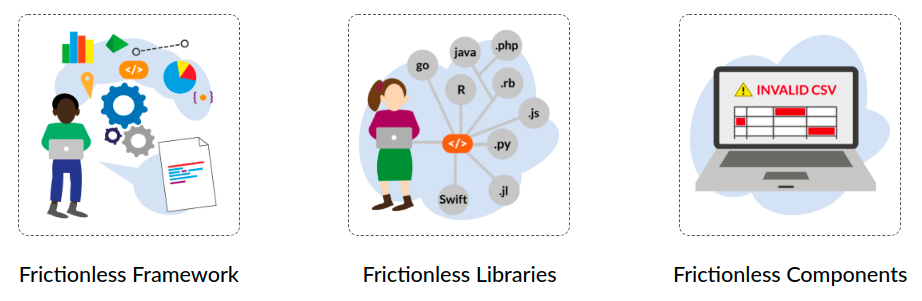 </>
{ • }
go
java
.php
R
.rb
.js
</>
.py
.jl
Swift
INVALID CSV
Frictionless Framework
Frictionless Libraries
Frictionless Components